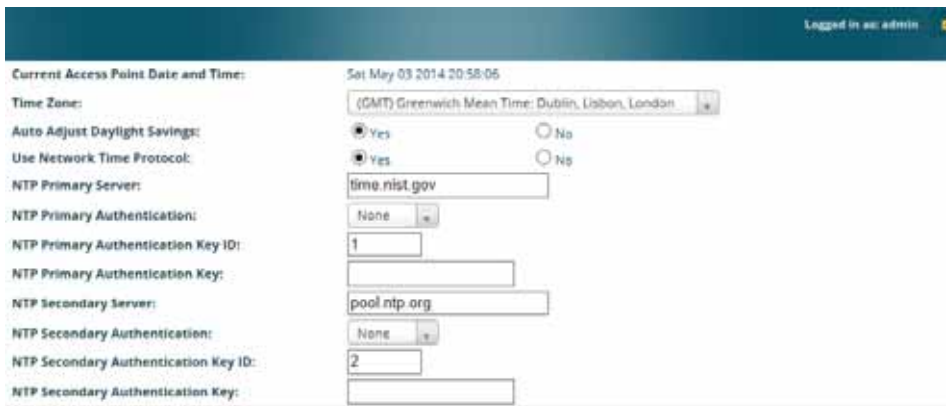 Logged in as: admin
Current Access Point Date and Time: Sat May 03 2014 20:58:06
Time Zone: (GMT) Greenwich Mean Time: Dublin, Lisbon, London
Auto Adjust Daylight Savings: Yes No
Use Network Time Protocol: Yes No
NTP Primary Server: time.nist.gov
NTP Primary Authentication: None
NTP Primary Authentication Key ID: 1
NTP Primary Authentication Key:
NTP Secondary Server: pool.ntp.org
NTP Secondary Authentication: None
NTP Secondary Authentication Key ID: 2
NTP Secondary Authentication Key: